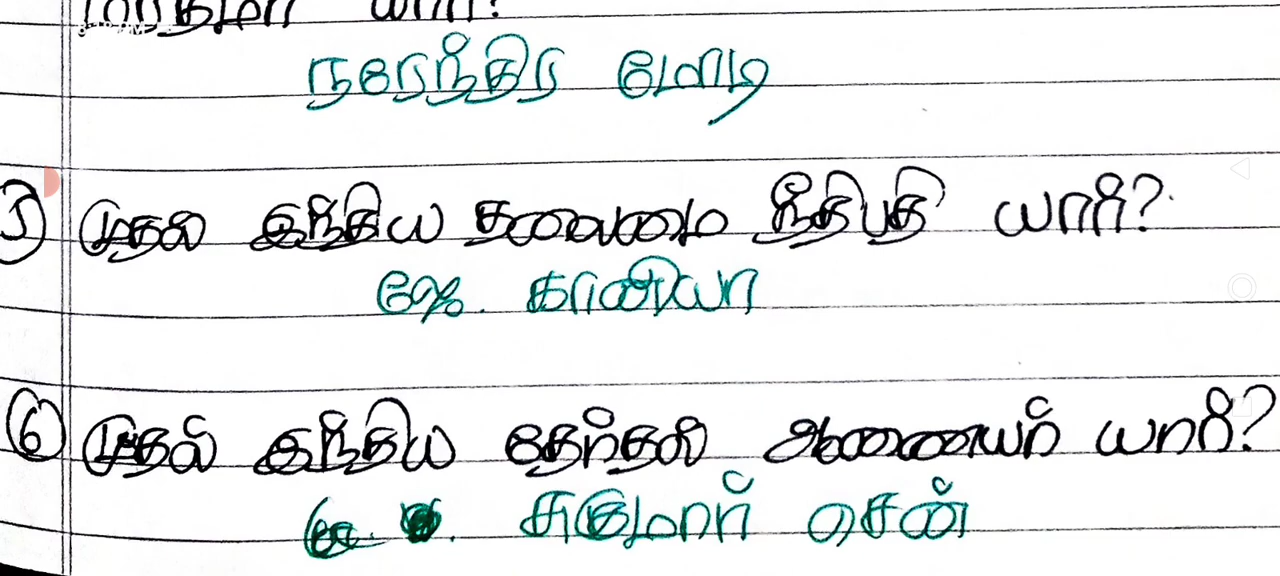 யார்?
நரேந்திர மோடி
5) முதல் இந்திய தலைமை நீதிபதி யார்?
ஜே. கானியா
6) முதல் இந்திய தேர்தல் ஆணையர் யார்?
சுகுமார் சென்